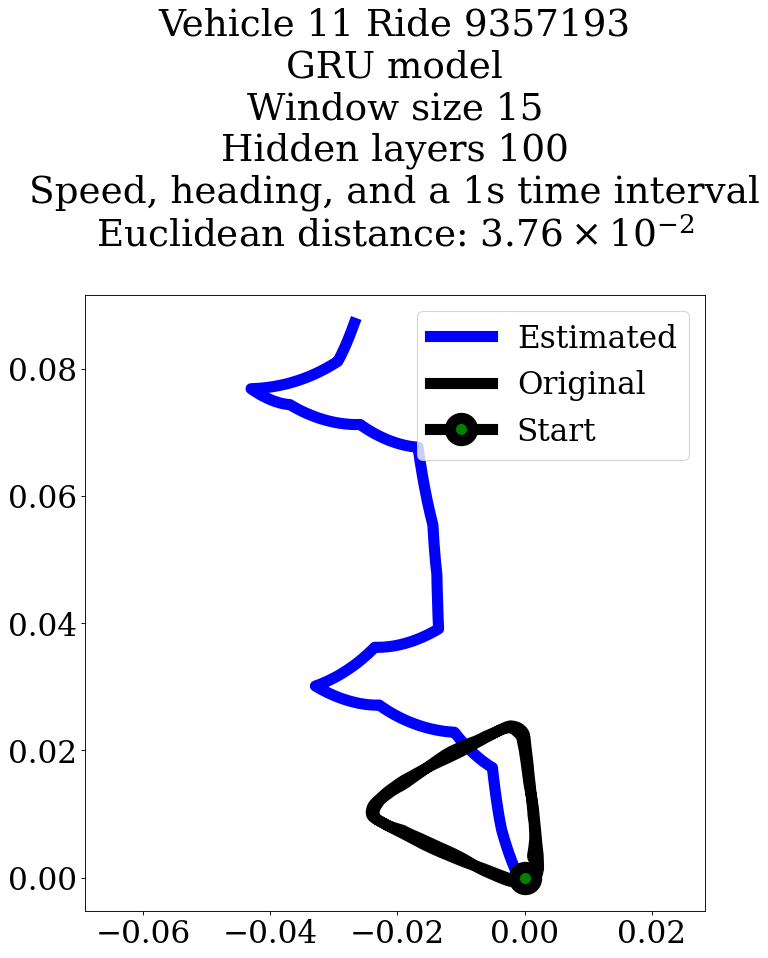 Vehicle 11 Ride 9357193
GRU model
Window size 15
Hidden layers 100
Speed, heading, and a 1s time interval
Euclidean distance: 3.76 × 10⁻²
Estimated
Original
Start
0.08
0.06
0.04
0.02
0.00
−0.06 −0.04 −0.02 0.00 0.02